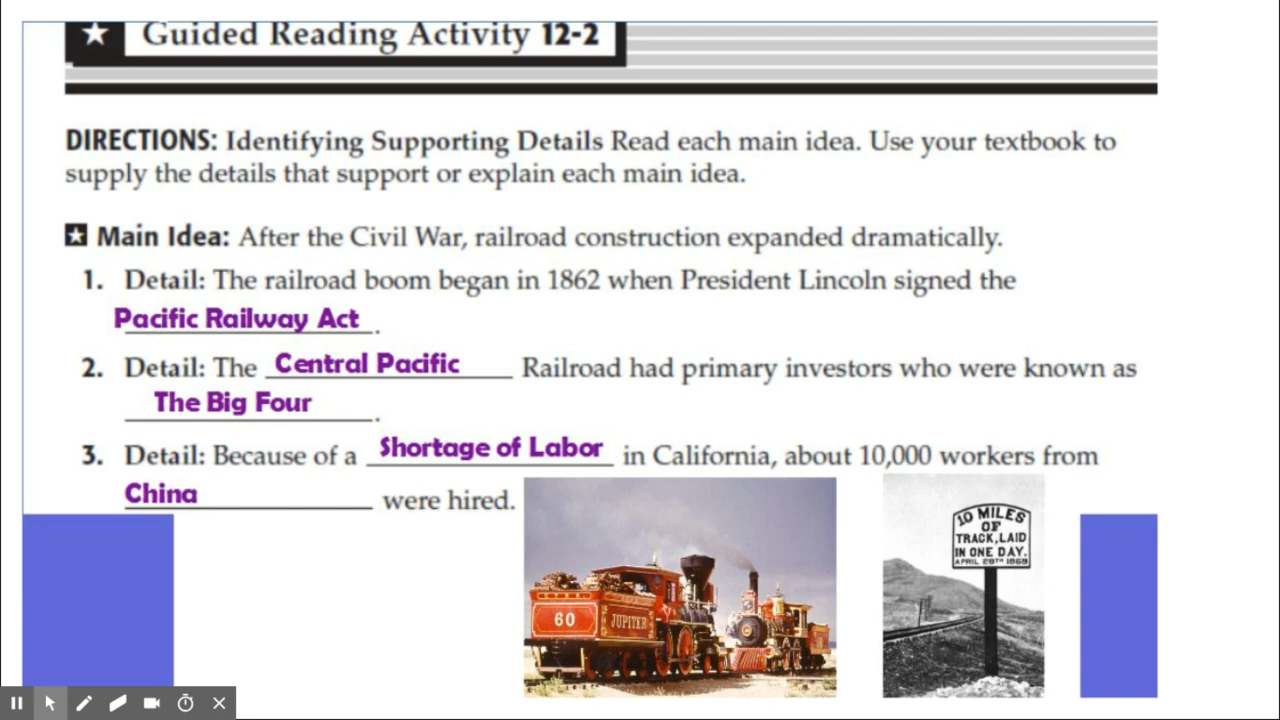 Guided Reading Activity 12-2
DIRECTIONS: Identifying Supporting Details Read each main idea. Use your textbook to
supply the details that support or explain each main idea.
Main Idea: After the Civil War, railroad construction expanded dramatically.
1. Detail: The railroad boom began in 1862 when President Lincoln signed the
Pacific Railway Act.
2. Detail: The Central Pacific Railroad had primary investors who were known as
The Big Four.
3. Detail: Because of a Shortage of Labor in California, about 10,000 workers from
China were hired.
60 JUPITER
10 MILES
OF
TRACK, LAID
IN ONE DAY.
APRIL 28TH 1869